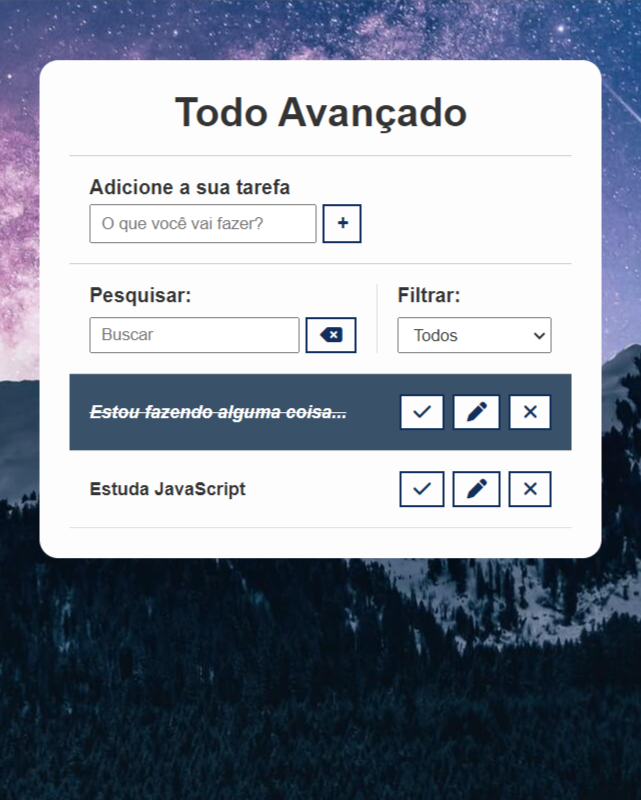 Todo Avançado
Adicione a sua tarefa
O que você vai fazer?
+
Pesquisar:
Buscar
Filtrar:
Todos
Estou fazendo alguma coisa...
Estuda JavaScript